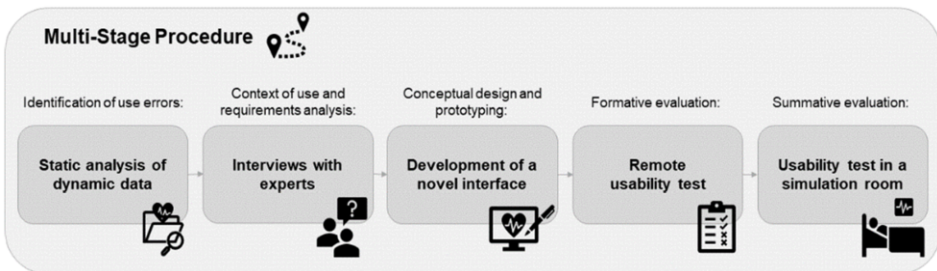 Multi-Stage Procedure
Identification of use errors:
Static analysis of
dynamic data
Context of use and
requirements analysis:
Interviews with
experts
?
Conceptual design and
prototyping:
Development of a
novel interface
Formative evaluation:
Remote
usability test
Summative evaluation:
Usability test in a
simulation room